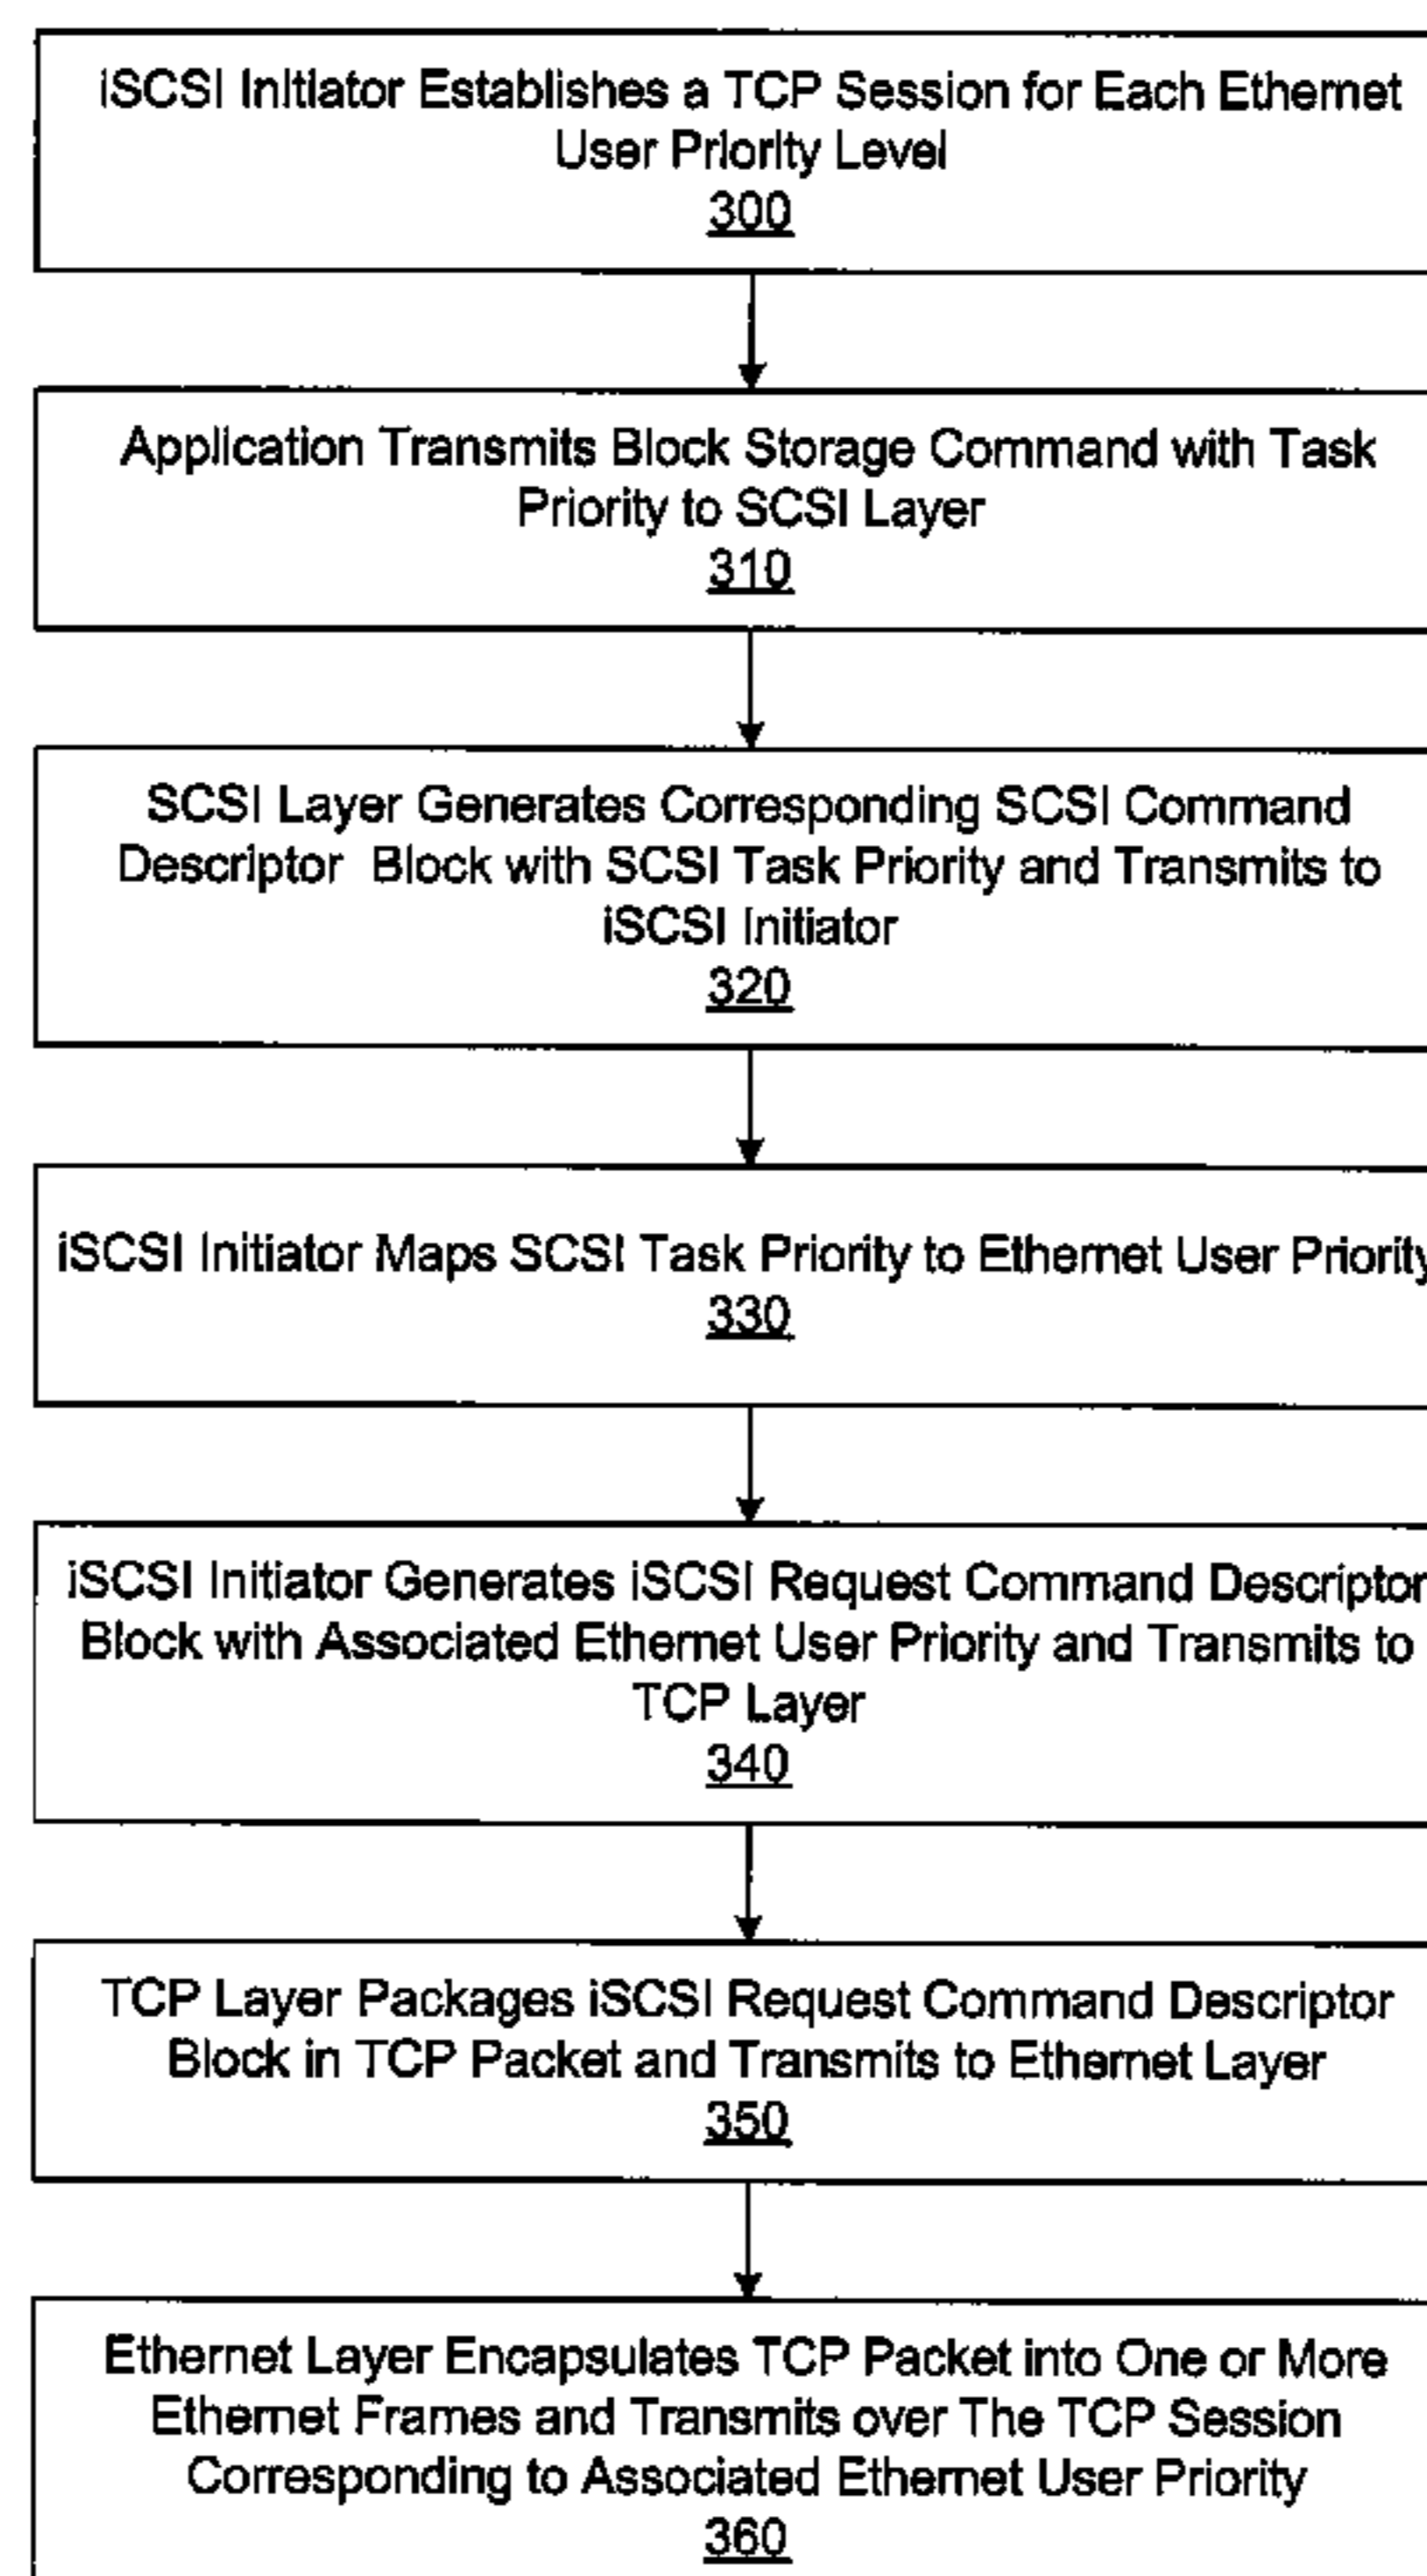 iSCSI Initiator Establishes a TCP Session for Each Ethernet
User Priority Level
300
Application Transmits Block Storage Command with Task
Priority to SCSI Layer
310
SCSI Layer Generates Corresponding SCSI Command
Descriptor Block with SCSI Task Priority and Transmits to
iSCSI Initiator
320
iSCSI Initiator Maps SCSI Task Priority to Ethernet User Priority
330
iSCSI Initiator Generates iSCSI Request Command Descriptor
Block with Associated Ethernet User Priority and Transmits to
TCP Layer
340
TCP Layer Packages iSCSI Request Command Descriptor
Block in TCP Packet and Transmits to Ethernet Layer
350
Ethernet Layer Encapsulates TCP Packet into One or More
Ethernet Frames and Transmits over The TCP Session
Corresponding to Associated Ethernet User Priority
360